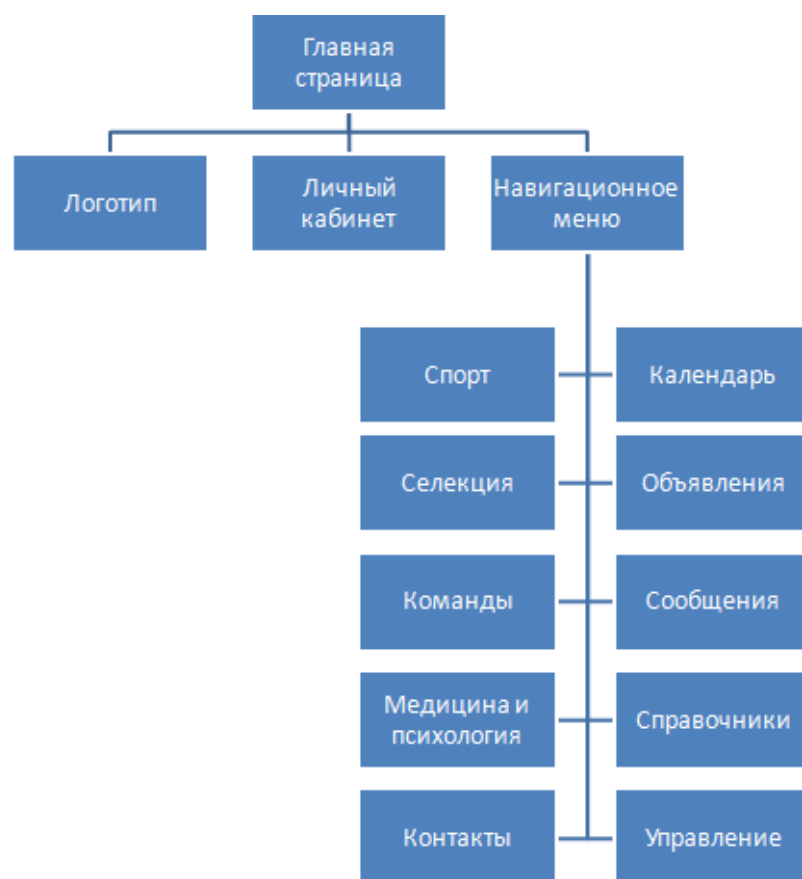 Главная
страница
Логотип
Личный
кабинет
Навигационное
меню
Спорт
Календарь
Селекция
Объявления
Команды
Сообщения
Медицина и
психология
Справочники
Контакты
Управление